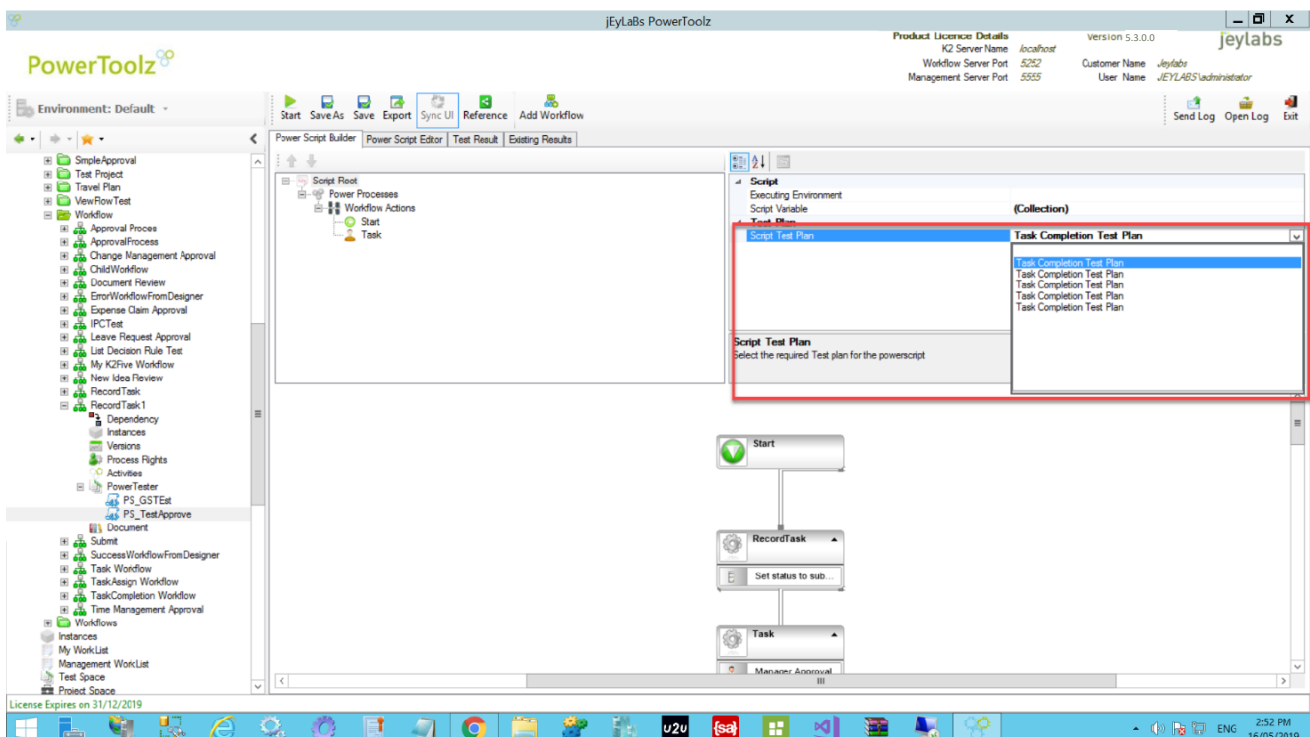 jEyLaBs PowerToolz
PowerToolz
Product Licence Details
K2 Server Name localhost
Workflow Server Port 5252
Management Server Port 5555
Version 5.3.0.0
Customer Name Jeylabs
User Name JEYLABS\administrator
jeylabs
Environment: Default
Start Save As Save Export Sync UI Reference Add Workflow
Send Log Open Log Exit
Power Script Builder Power Script Editor Test Result Existing Results
SimpleApproval
Test Project
Travel Plan
ViewFlowTest
Workflow
Approval Proces
ApprovalFrocess
Change Management Approval
ChildWorkflow
Document Review
ErrorWorkflowFromDesigner
Expense Claim Approval
IPCTest
Leave Request Approval
List Decision Rule Test
My K2Five Workflow
New Idea Review
RecordTask
RecordTask1
Dependency
Instances
Versions
Process Rights
Activities
PowerTester
PS_GSTEst
PS_TestApprove
Document
Submit
SuccessWorkflowFromDesigner
Task Workflow
TaskAssign Workflow
TaskCompletion Workflow
Time Management Approval
Workflows
Instances
My WorkList
Management WorkList
Test Space
Project Space
Script Root
Power Processes
Workflow Actions
Start
Task
Script
Executing Environment
Script Variable (Collection)
Test Plan
Script Test Plan Task Completion Test Plan
Task Completion Test Plan
Task Completion Test Plan
Task Completion Test Plan
Task Completion Test Plan
Task Completion Test Plan
Script Test Plan
Select the required Test plan for the powerscript
Start
RecordTask
Set status to sub...
Task
Manager Approval
License Expires on 31/12/2019
U2U
{sa}
ENG
2:52 PM
16/05/2019